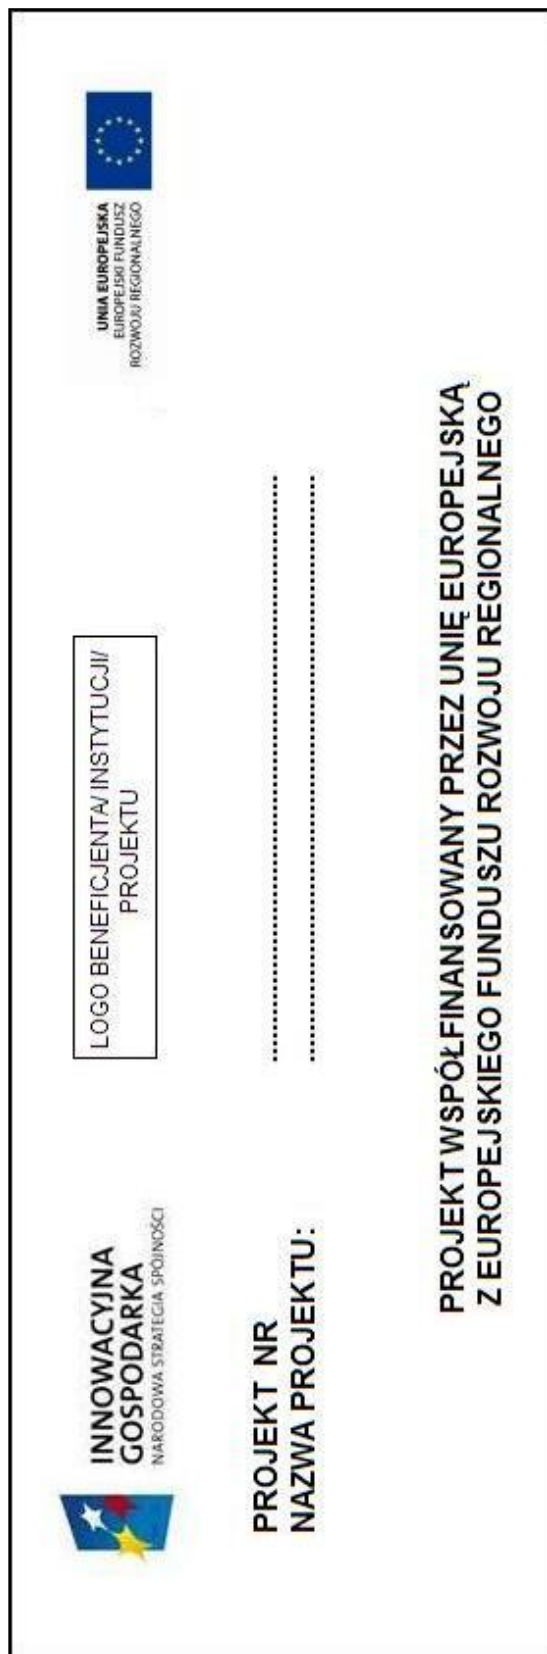 INNOWACYJNA
GOSPODARKA
NARODOWA STRATEGIA SPÓJNOŚCI
LOGO BENEFICJENTA/INSTYTUCJI/
PROJEKTU
UNIA EUROPEJSKA
EUROPEJSKI FUNDUSZ
ROZWOJU REGIONALNEGO
PROJEKT NR ........................................................
NAZWA PROJEKTU: ........................................................
PROJEKT WSPÓŁFINANSOWANY PRZEZ UNIĘ EUROPEJSKĄ
Z EUROPEJSKIEGO FUNDUSZU ROZWOJU REGIONALNEGO